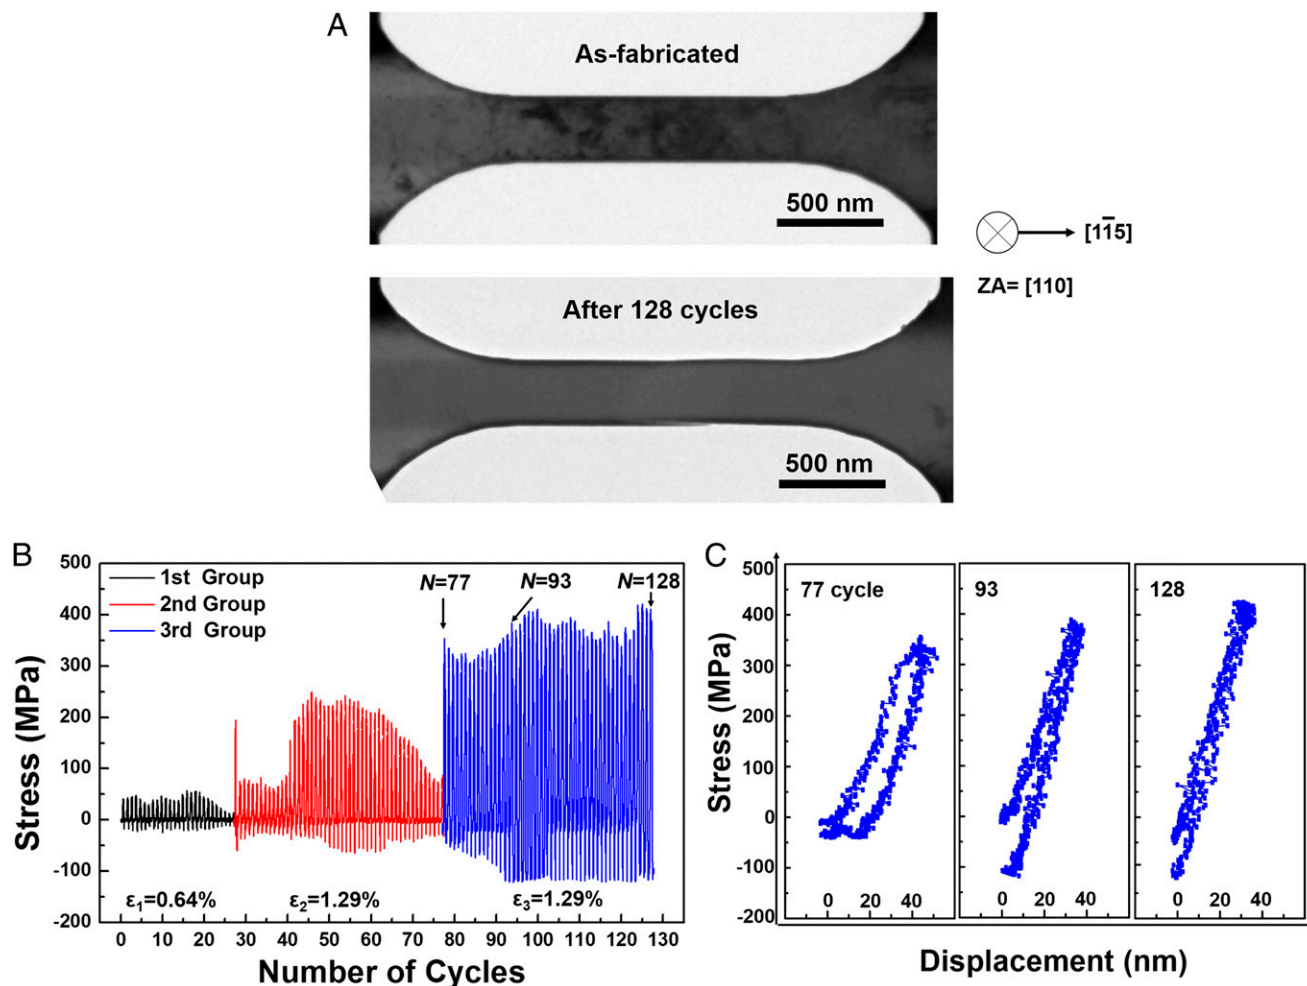 A
As-fabricated
500 nm
[11̅5]
ZA= [110]
After 128 cycles
500 nm
B
500
400
300
200
100
0
-100
-200
Stress (MPa)
1st Group
2nd Group
3rd Group
N=77
N=93
N=128
ε1=0.64%
ε2=1.29%
ε3=1.29%
0 10 20 30 40 50 60 70 80 90 100 110 120 130
Number of Cycles
C
500
400
300
200
100
0
-100
-200
Stress (MPa)
77 cycle
93
128
0 20 40
0 20 40
0 20 40
Displacement (nm)